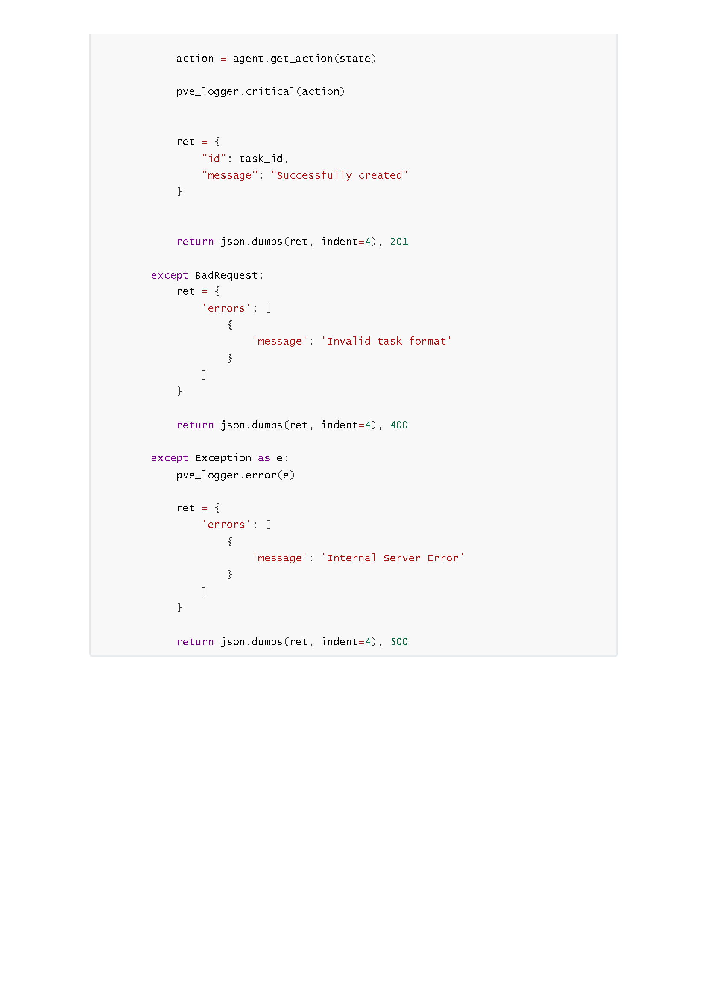 action = agent.get_action(state)
pve_logger.critical(action)
ret = {
"id": task_id,
"message": "Successfully created"
}
return json.dumps(ret, indent=4), 201
except BadRequest:
ret = {
'errors': [
{
'message': 'Invalid task format'
}
]
}
return json.dumps(ret, indent=4), 400
except Exception as e:
pve_logger.error(e)
ret = {
'errors': [
{
'message': 'Internal Server Error'
}
]
}
return json.dumps(ret, indent=4), 500